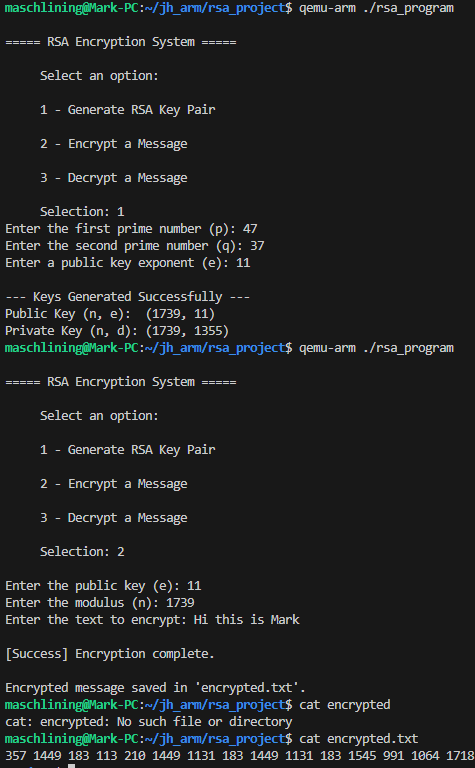 maschlining@Mark-PC:~/jh_arm/rsa_project$ qemu-arm ./rsa_program
===== RSA Encryption System =====
Select an option:
1 - Generate RSA Key Pair
2 - Encrypt a Message
3 - Decrypt a Message
Selection: 1
Enter the first prime number (p): 47
Enter the second prime number (q): 37
Enter a public key exponent (e): 11
--- Keys Generated Successfully ---
Public Key (n, e):  (1739, 11)
Private Key (n, d): (1739, 1355)
maschlining@Mark-PC:~/jh_arm/rsa_project$ qemu-arm ./rsa_program
===== RSA Encryption System =====
Select an option:
1 - Generate RSA Key Pair
2 - Encrypt a Message
3 - Decrypt a Message
Selection: 2
Enter the public key (e): 11
Enter the modulus (n): 1739
Enter the text to encrypt: Hi this is Mark
[Success] Encryption complete.
Encrypted message saved in 'encrypted.txt'.
maschlining@Mark-PC:~/jh_arm/rsa_project$ cat encrypted
cat: encrypted: No such file or directory
maschlining@Mark-PC:~/jh_arm/rsa_project$ cat encrypted.txt
357 1449 183 113 210 1449 1131 183 1449 1131 183 1545 991 1064 1718